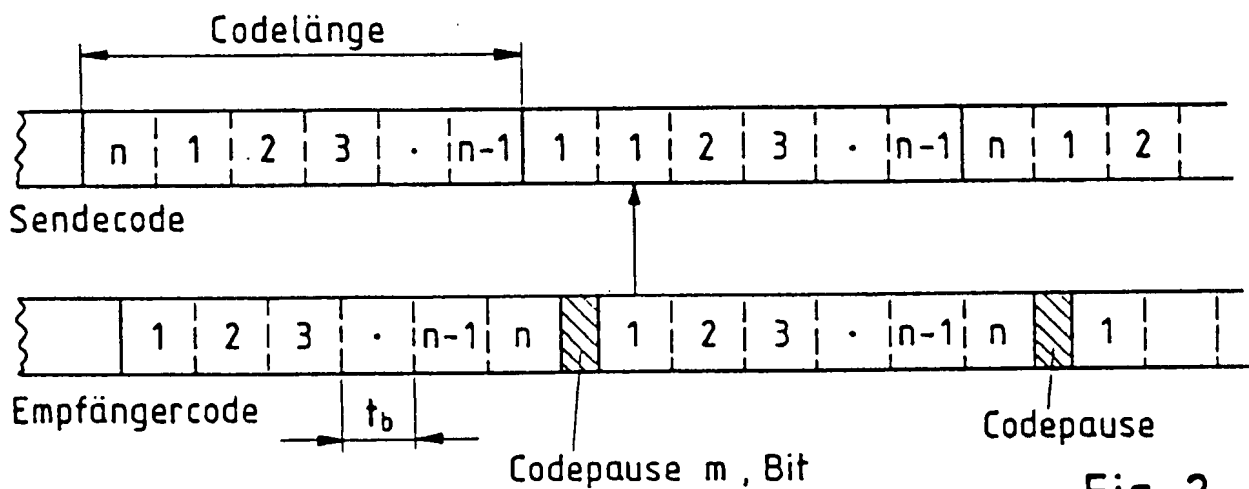 Codelänge
n 1 2 3 · n-1 1 1 2 3 · n-1 n 1 2
Sendecode
1 2 3 · n-1 n 1 2 3 · n-1 n 1
Empfängercode
t_b
Codepause
Codepause m , Bit